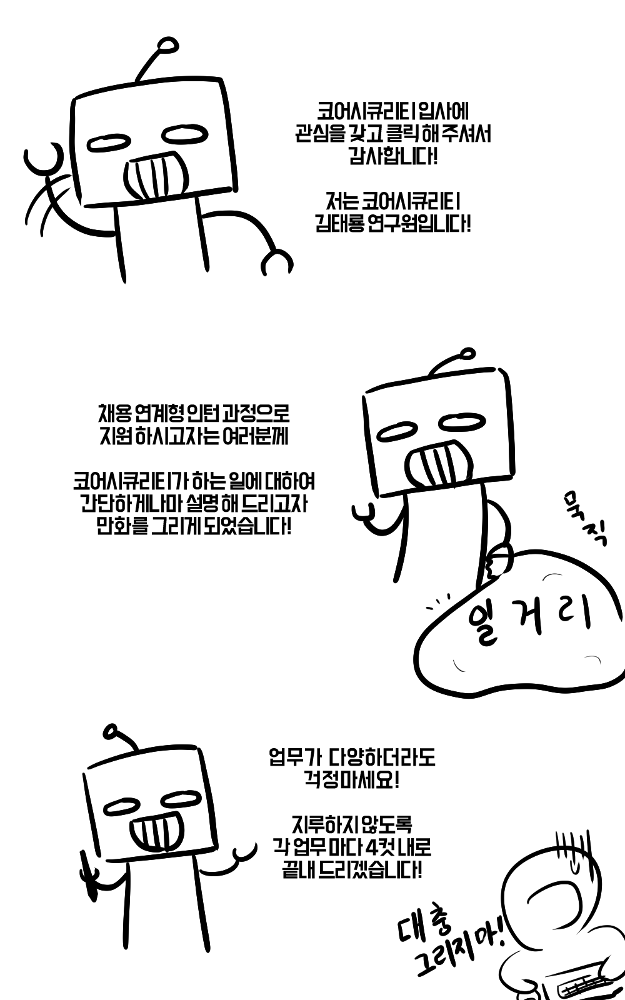 코어시큐리티 입사에
관심을 갖고 클릭 해 주셔서
감사합니다!
저는 코어시큐리티
김태룡 연구원입니다!
채용 연계형 인턴 과정으로
지원 하시고자는 여러분께
코어시큐리티가 하는 일에 대하여
간단하게나마 설명 해 드리고자
만화를 그리게 되었습니다!
묵직
일거리
업무가 다양하더라도
걱정마세요!
지루하지 않도록
각 업무 마다 4컷 내로
끝내 드리겠습니다!
대충
그리지 마!